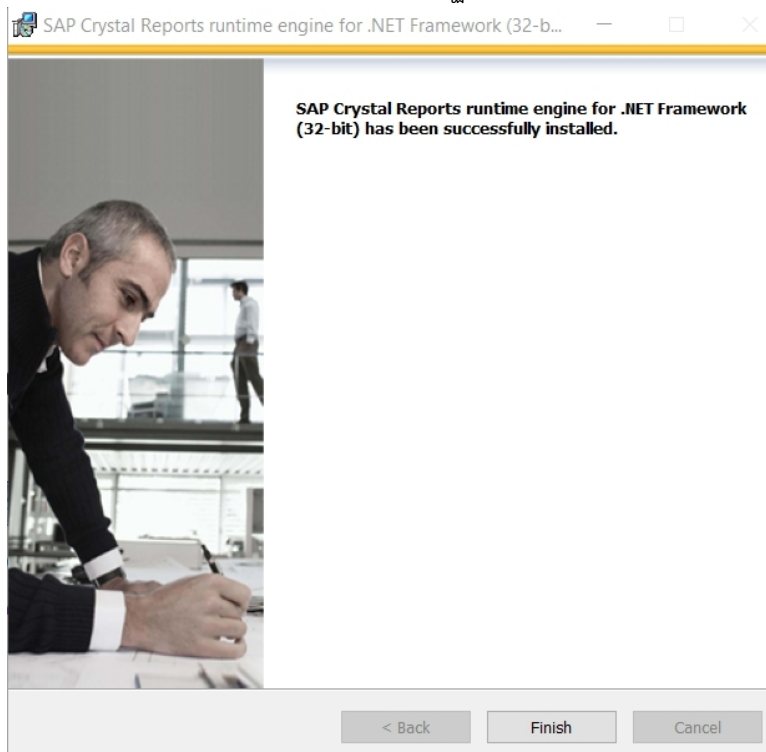 SAP Crystal Reports runtime engine for .NET Framework (32-b...
SAP Crystal Reports runtime engine for .NET Framework
(32-bit) has been successfully installed.
< Back
Finish
Cancel